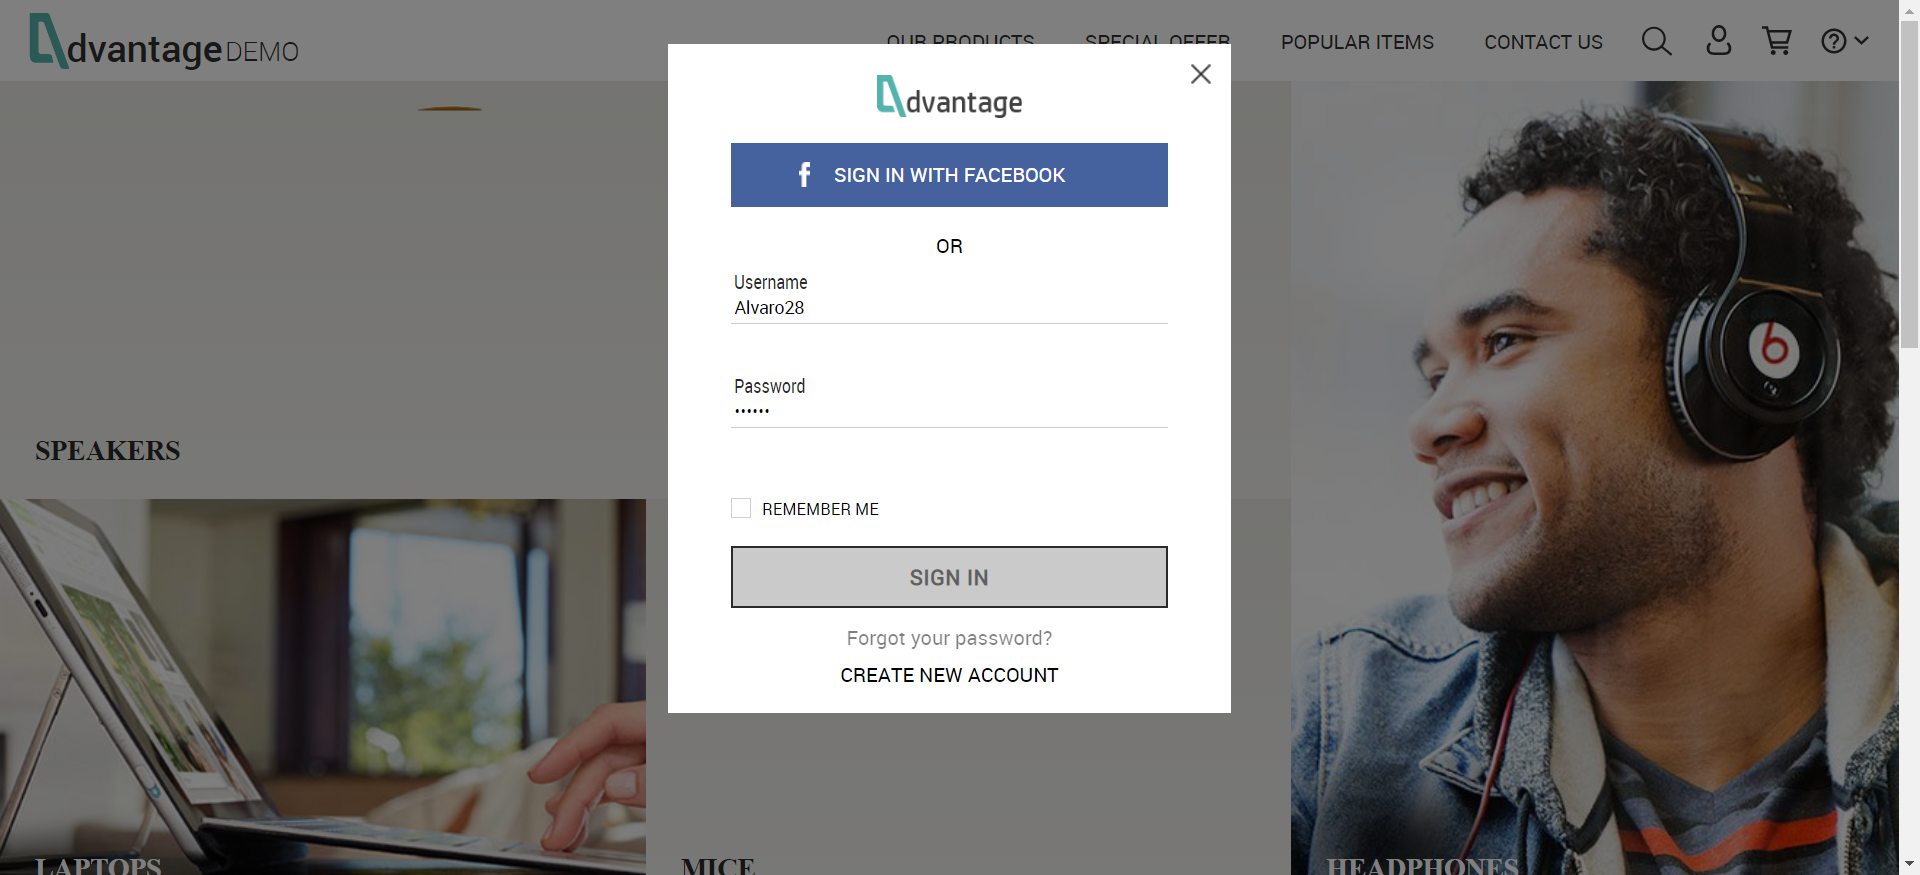 dvantage DEMO
OUR PRODUCTS SPECIAL OFFER POPULAR ITEMS CONTACT US
dvantage
SIGN IN WITH FACEBOOK
OR
Username
Alvaro28
Password
••••••
REMEMBER ME
SIGN IN
Forgot your password?
CREATE NEW ACCOUNT
SPEAKERS
LAPTOPS
MICE
HEADPHONES